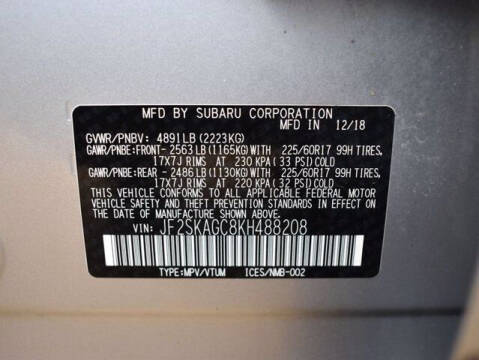 MFD BY SUBARU CORPORATION
MFD IN 12/18
GVWR/PNBV: 4891LB (2223KG)
GAWR/PNBE:FRONT- 2563LB (1165KG)WITH 225/60R17 99H TIRES,
17X7J RIMS AT 230 KPA (33 PSI)COLD
GAWR/PNBE:REAR - 2486LB (1130KG)WITH 225/60R17 99H TIRES,
17X7J RIMS AT 220 KPA (32 PSI)COLD
THIS VEHICLE CONFORMS TO ALL APPLICABLE FEDERAL MOTOR
VEHICLE SAFETY AND THEFT PREVENTION STANDARDS IN EFFECT
ON THE DATE OF MANUFACTURE SHOWN ABOVE.
VIN: JF2SKAGC8KH488208
TYPE:MPV/VTUM ICES/NMB-002